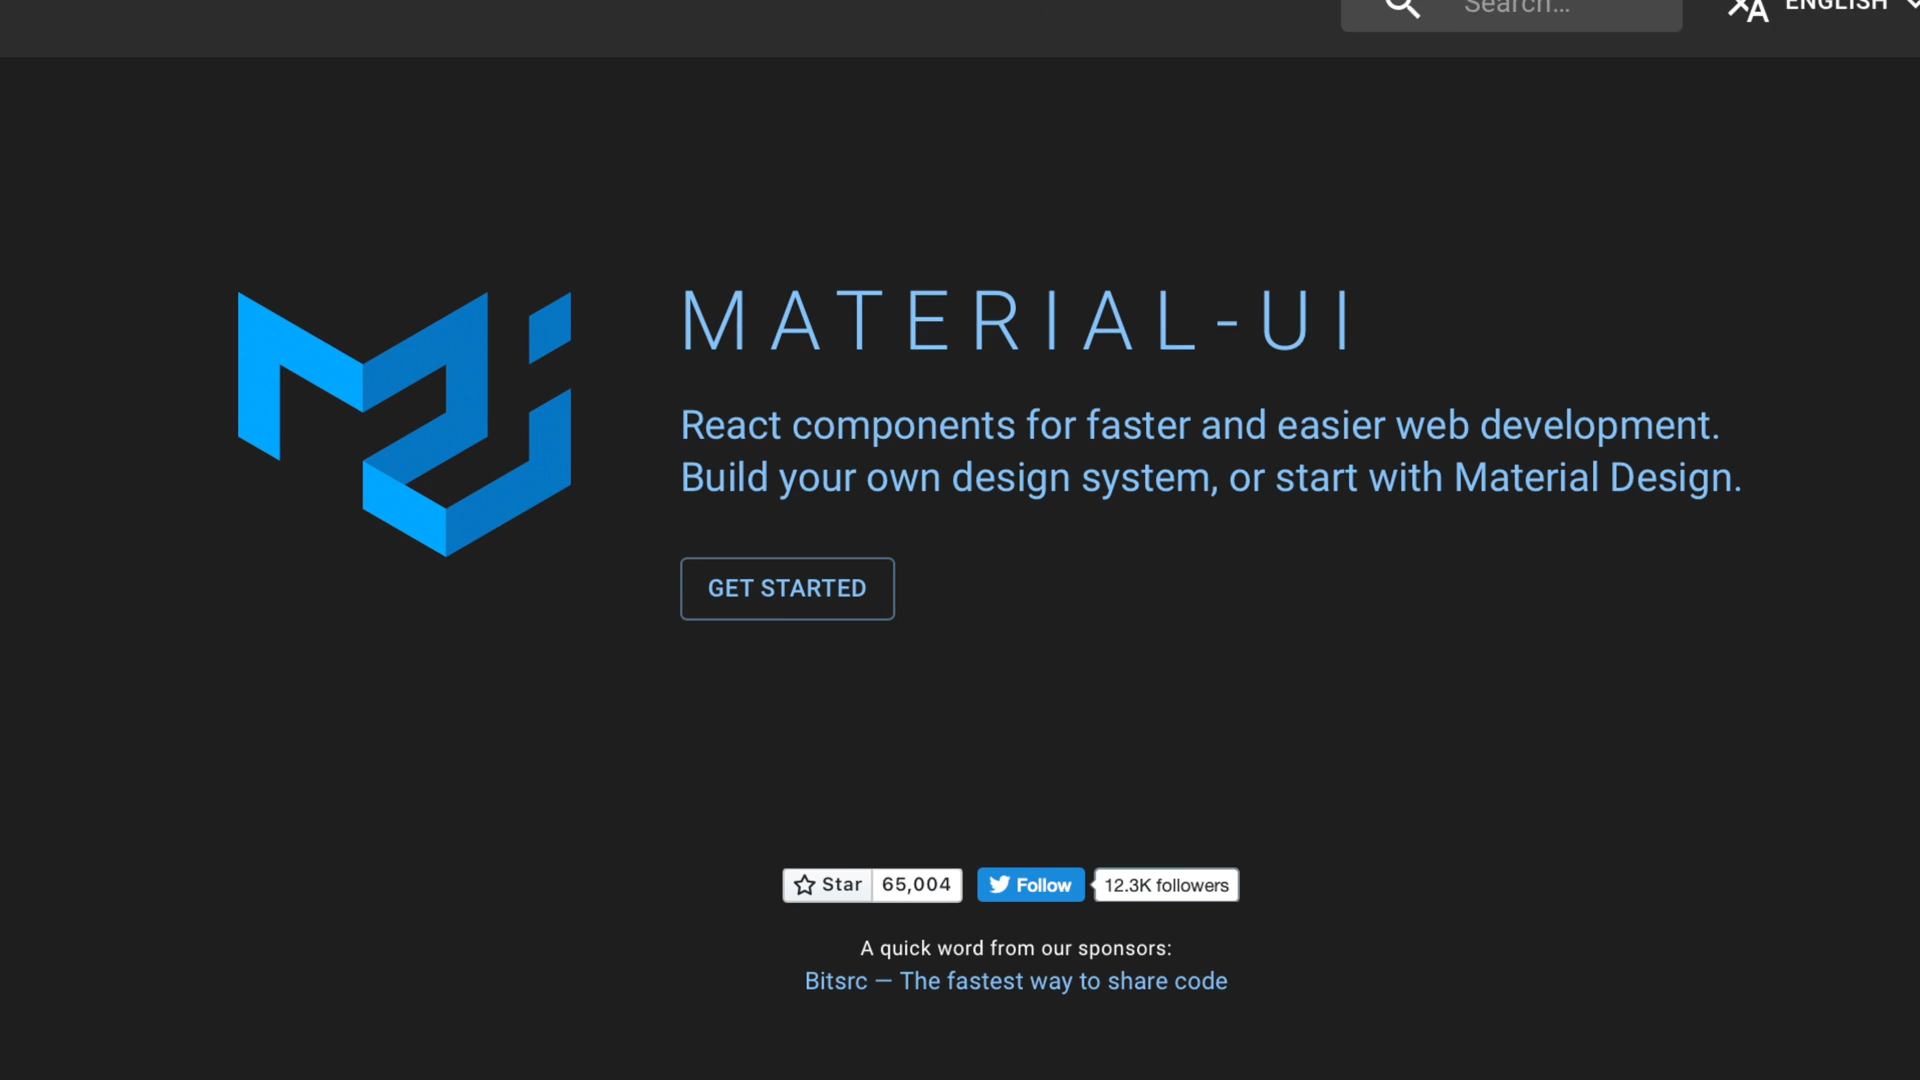 Search...
ENGLISH
MATERIAL-UI
React components for faster and easier web development.
Build your own design system, or start with Material Design.
GET STARTED
Star 65,004 Follow 12.3K followers
A quick word from our sponsors:
Bitsrc — The fastest way to share code